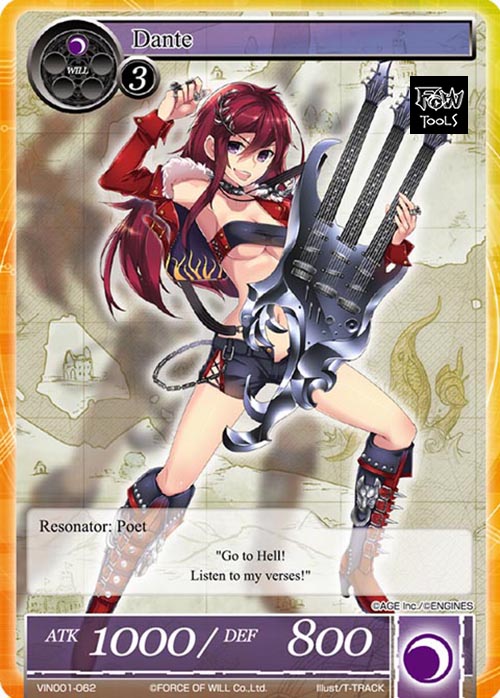 Dante
WILL
3
FOW
TOOLS
Resonator: Poet
"Go to Hell!
Listen to my verses!"
©AGE Inc./©ENGINES
ATK 1000 / DEF 800
VIN001-062 ©FORCE OF WILL Co.,Ltd. Illust/T-TRACK